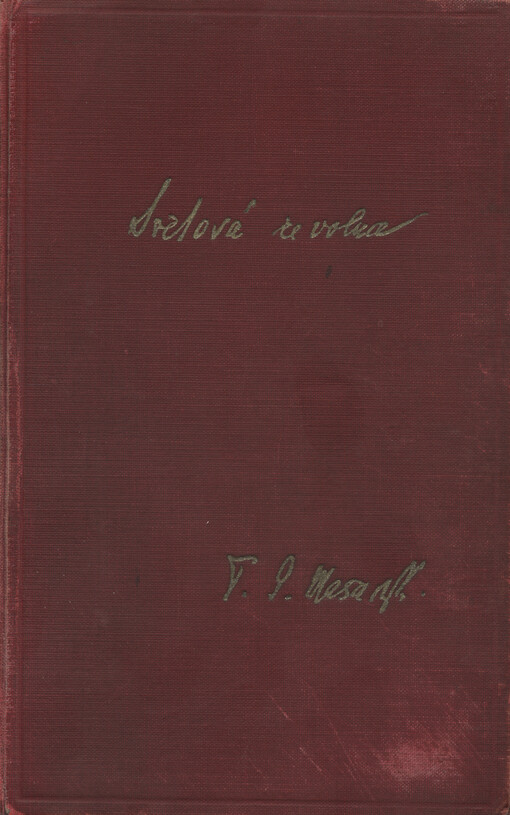 Světová revoluce
T. G. Masaryk.